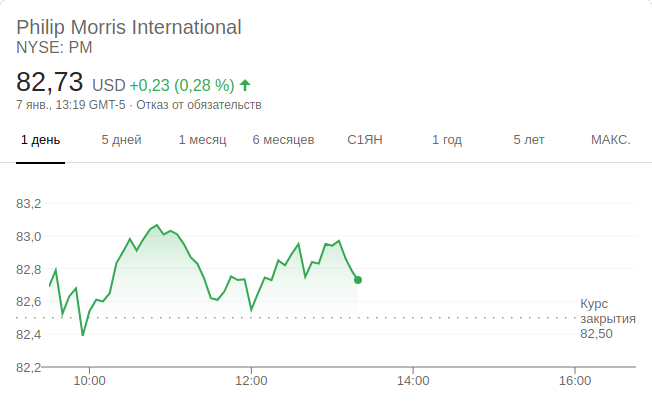 Philip Morris International
NYSE: PM
82,73 USD +0,23 (0,28 %)
7 янв., 13:19 GMT-5 · Отказ от обязательств
1 день 5 дней 1 месяц 6 месяцев С1ЯН 1 год 5 лет МАКС.
83,2
83,0
82,8
82,6
Курс
закрытия
82,50
82,4
82,2
10:00 12:00 14:00 16:00